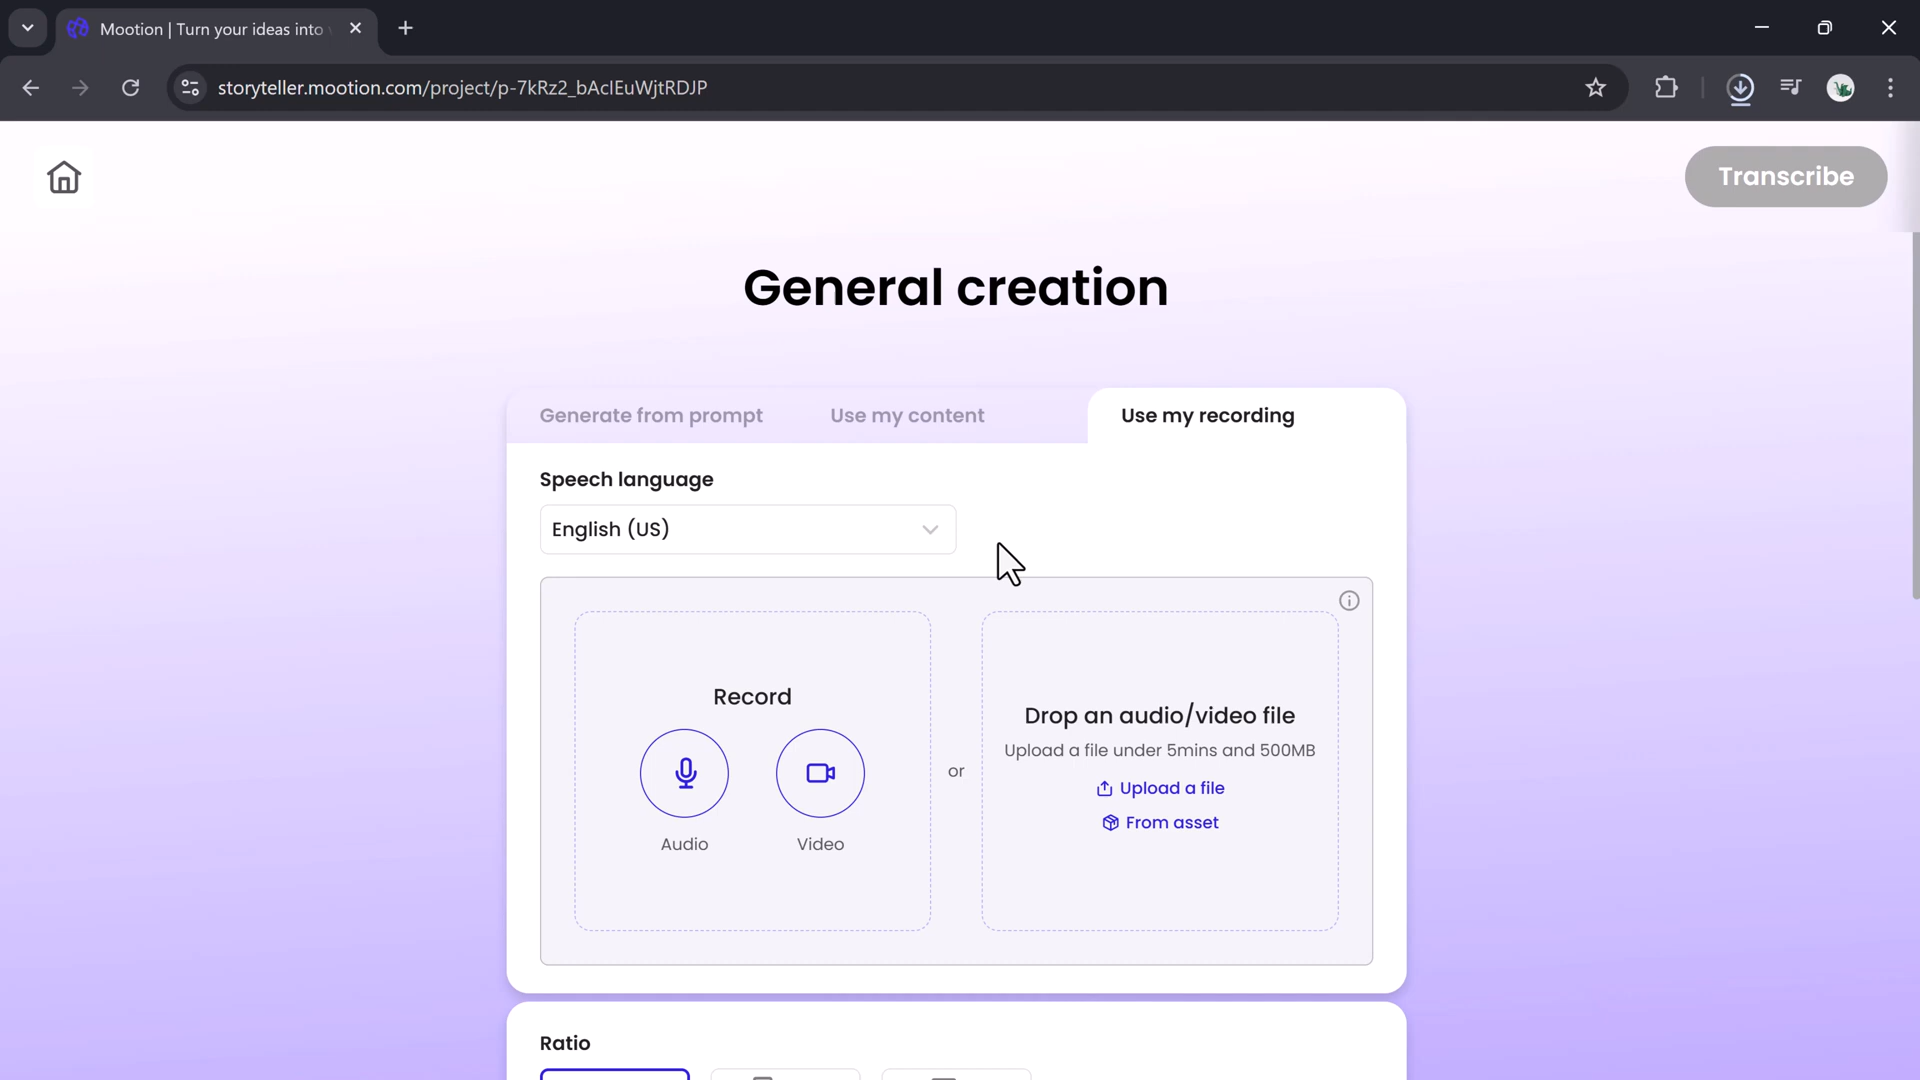 Mootion | Turn your ideas into
storyteller.mootion.com/project/p-7kRz2_bAclEuWjtRDJP
Transcribe
General creation
Generate from prompt
Use my content
Use my recording
Speech language
English (US)
Record
Audio
Video
or
Drop an audio/video file
Upload a file under 5mins and 500MB
Upload a file
From asset
Ratio